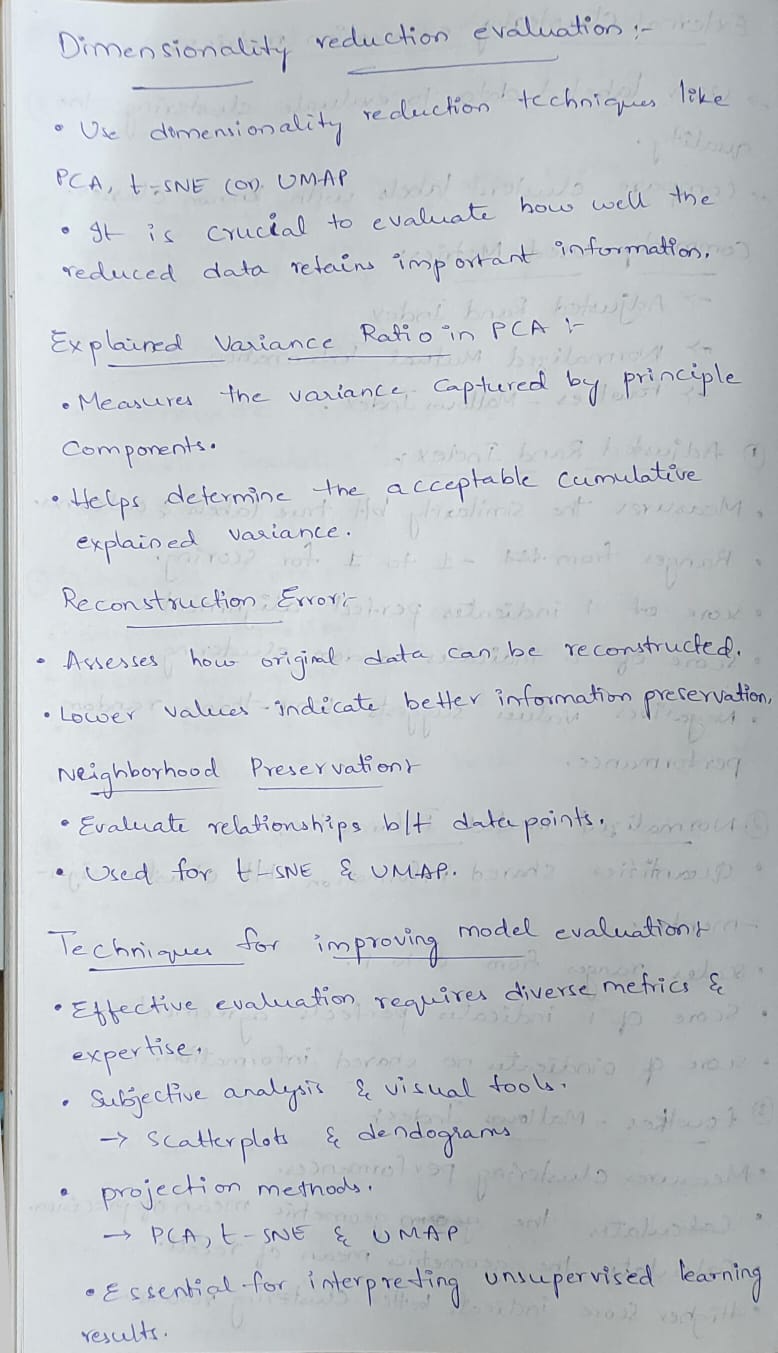 Dimensionality reduction evaluation :-
• Use dimensionality reduction techniques like
PCA, t-SNE (or) UMAP
• It is crucial to evaluate how well the
reduced data retains important information.
Explained Variance Ratio in PCA :-
• Measures the variance captured by principle
Components.
• Helps determine the acceptable cumulative
explained variance.
Reconstruction Error:-
• Assesses how original data can be reconstructed.
• Lower values indicate better information preservation,
Neighborhood Preservation:-
• Evaluate relationships b/t data points.
• Used for t-SNE & UMAP.
Techniques for improving model evaluation:-
• Effective evaluation requires diverse metrics &
expertise.
• Subjective analysis & visual tools.
→ Scatterplots & dendograms
• projection methods.
→ PCA, t-SNE & UMAP
• Essential for interpreting unsupervised learning
results.